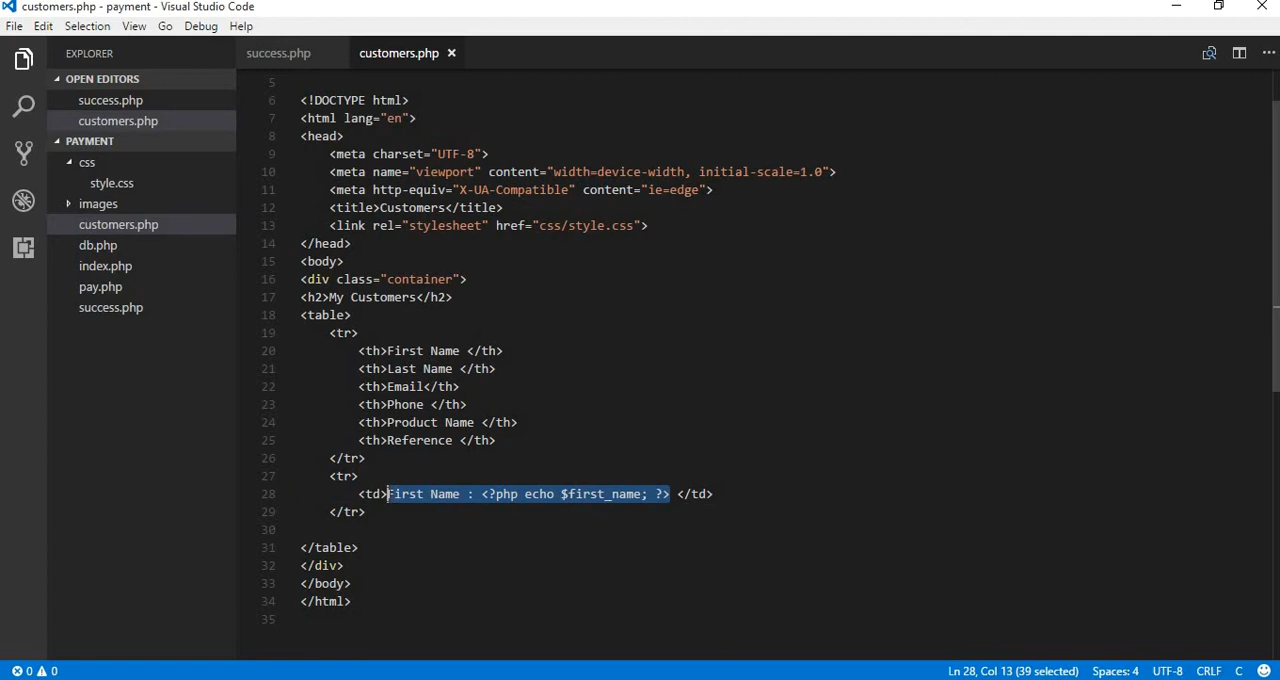 customers.php - payment - Visual Studio Code
File Edit Selection View Go Debug Help
EXPLORER
OPEN EDITORS
success.php
customers.php
PAYMENT
css
style.css
images
customers.php
db.php
index.php
pay.php
success.php
success.php customers.php
5
6 <!DOCTYPE html>
7 <html lang="en">
8 <head>
9 <meta charset="UTF-8">
10 <meta name="viewport" content="width=device-width, initial-scale=1.0">
11 <meta http-equiv="X-UA-Compatible" content="ie=edge">
12 <title>Customers</title>
13 <link rel="stylesheet" href="css/style.css">
14 </head>
15 <body>
16 <div class="container">
17 <h2>My Customers</h2>
18 <table>
19 <tr>
20 <th>First Name </th>
21 <th>Last Name </th>
22 <th>Email</th>
23 <th>Phone </th>
24 <th>Product Name </th>
25 <th>Reference </th>
26 </tr>
27 <tr>
28 <td>First Name : <?php echo $first_name; ?> </td>
29 </tr>
30
31 </table>
32 </div>
33 </body>
34 </html>
35
0 0 Ln 28, Col 13 (39 selected) Spaces: 4 UTF-8 CRLF C